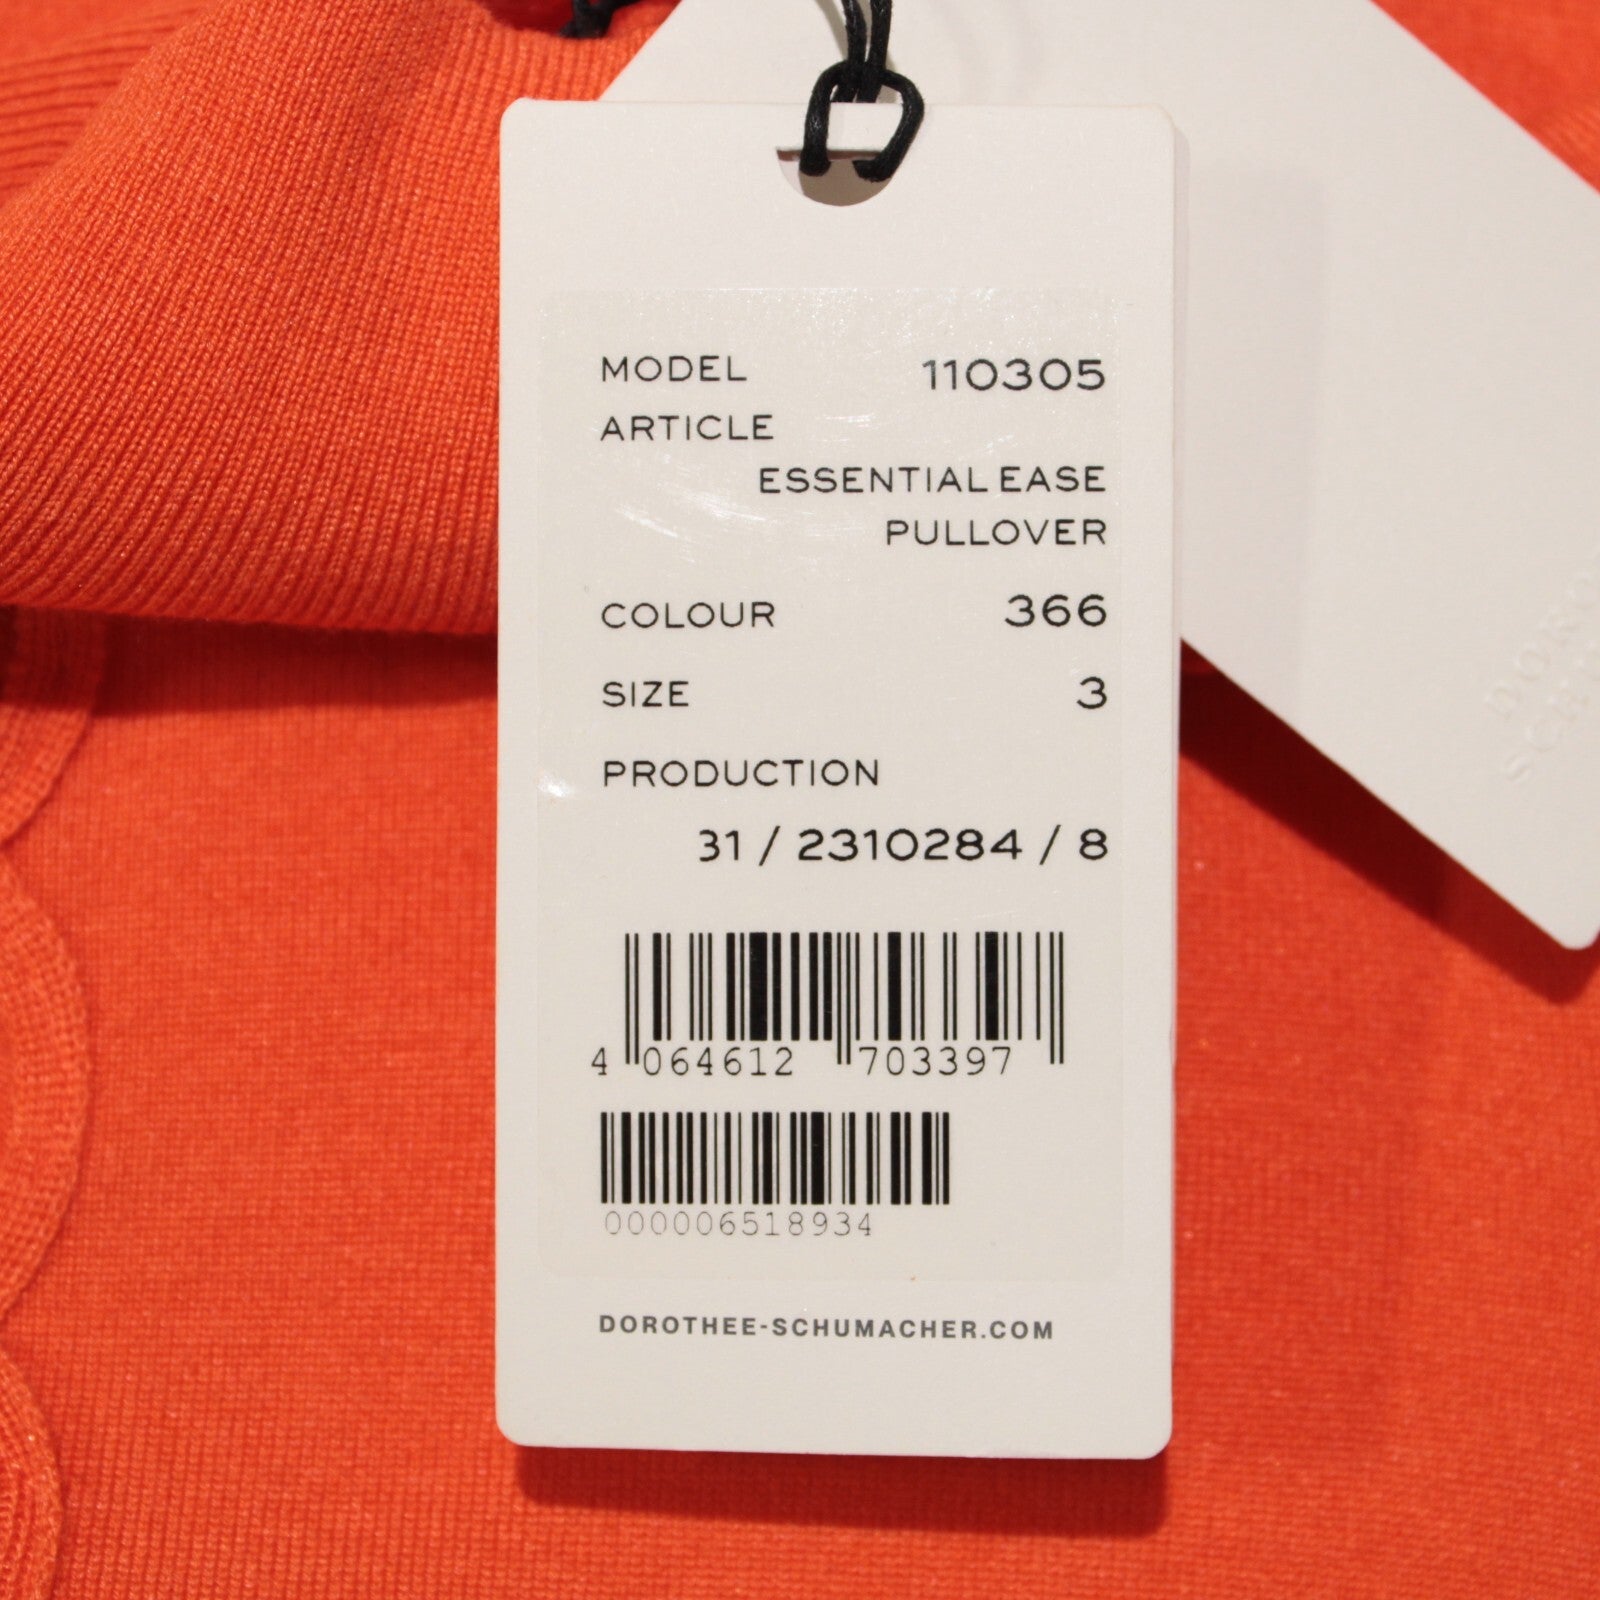 MODEL 110305
ARTICLE
ESSENTIAL EASE
PULLOVER
COLOUR 366
SIZE 3
PRODUCTION
31 / 2310284 / 8
4 064612 703397
000006518934
DOROTHEE-SCHUMACHER.COM